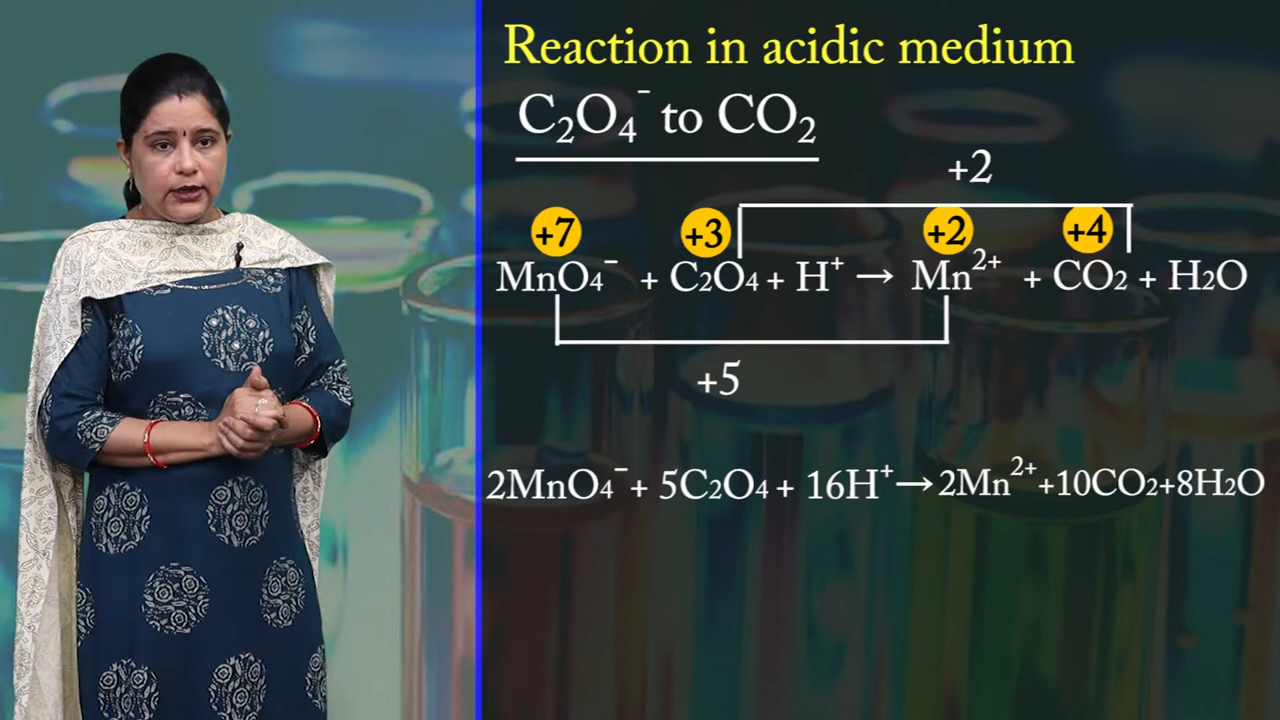 Reaction in acidic medium
C₂O₄⁻ to CO₂
+2
+7 +3 +2 +4
MnO₄⁻ + C₂O₄ + H⁺ → Mn²⁺ + CO₂ + H₂O
+5
2MnO₄⁻ + 5C₂O₄ + 16H⁺→2Mn²⁺+10CO₂+8H₂O